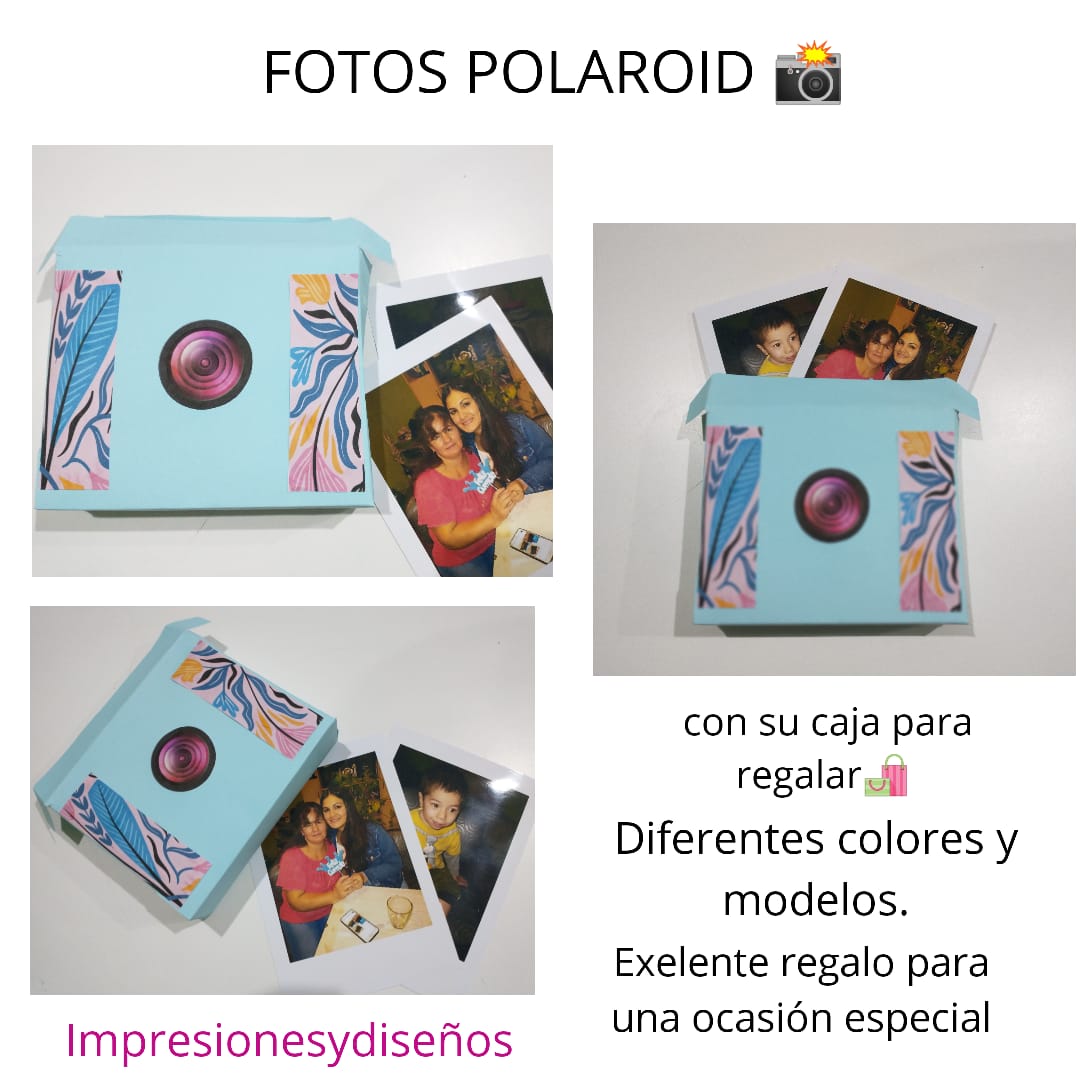 FOTOS POLAROID
con su caja para
regalar
Diferentes colores y
modelos.
Exelente regalo para
una ocasión especial
Impresionesydiseños